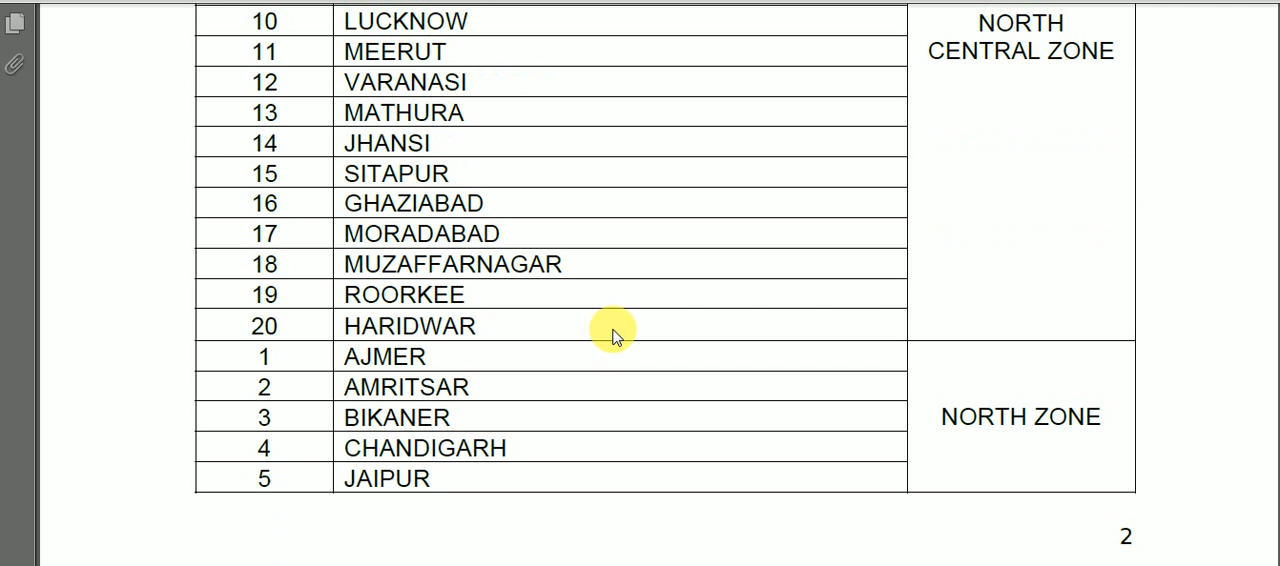 10 LUCKNOW NORTH
11 MEERUT CENTRAL ZONE
12 VARANASI
13 MATHURA
14 JHANSI
15 SITAPUR
16 GHAZIABAD
17 MORADABAD
18 MUZAFFARNAGAR
19 ROORKEE
20 HARIDWAR
1 AJMER
2 AMRITSAR
3 BIKANER NORTH ZONE
4 CHANDIGARH
5 JAIPUR
2